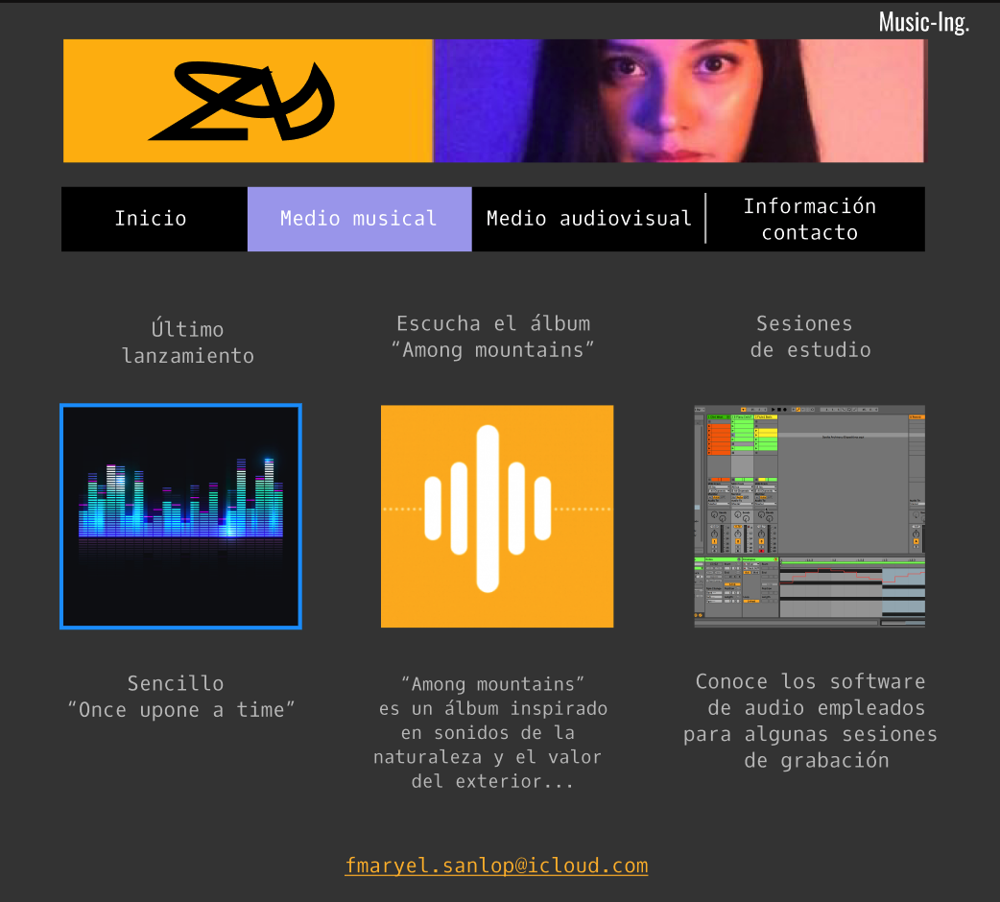 Music-Ing.
Inicio
Medio musical
Medio audiovisual
Información
contacto
Último
lanzamiento
Escucha el álbum
“Among mountains”
Sesiones
de estudio
Sencillo
“Once upone a time”
“Among mountains”
es un álbum inspirado
en sonidos de la
naturaleza y el valor
del exterior...
Conoce los software
de audio empleados
para algunas sesiones
de grabación
fmaryel.sanlop@icloud.com